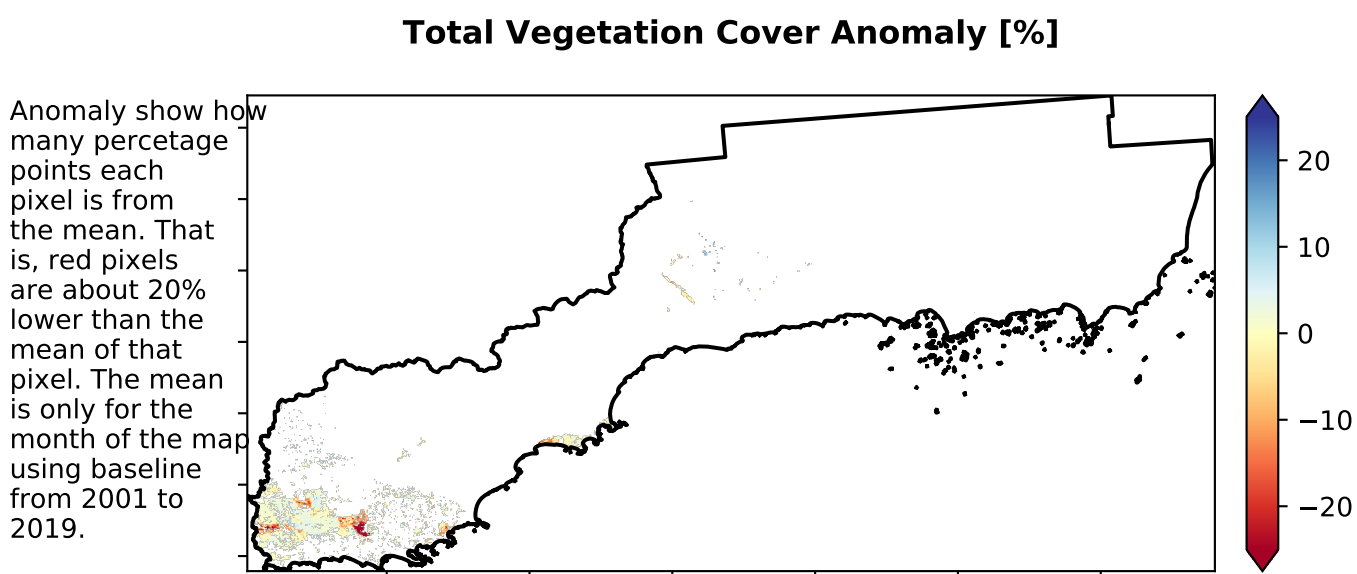 Total Vegetation Cover Anomaly [%]
Anomaly show how
many percetage
points each
pixel is from
the mean. That
is, red pixels
are about 20%
lower than the
mean of that
pixel. The mean
is only for the
month of the map
using baseline
from 2001 to
2019.
20
10
0
−10
−20